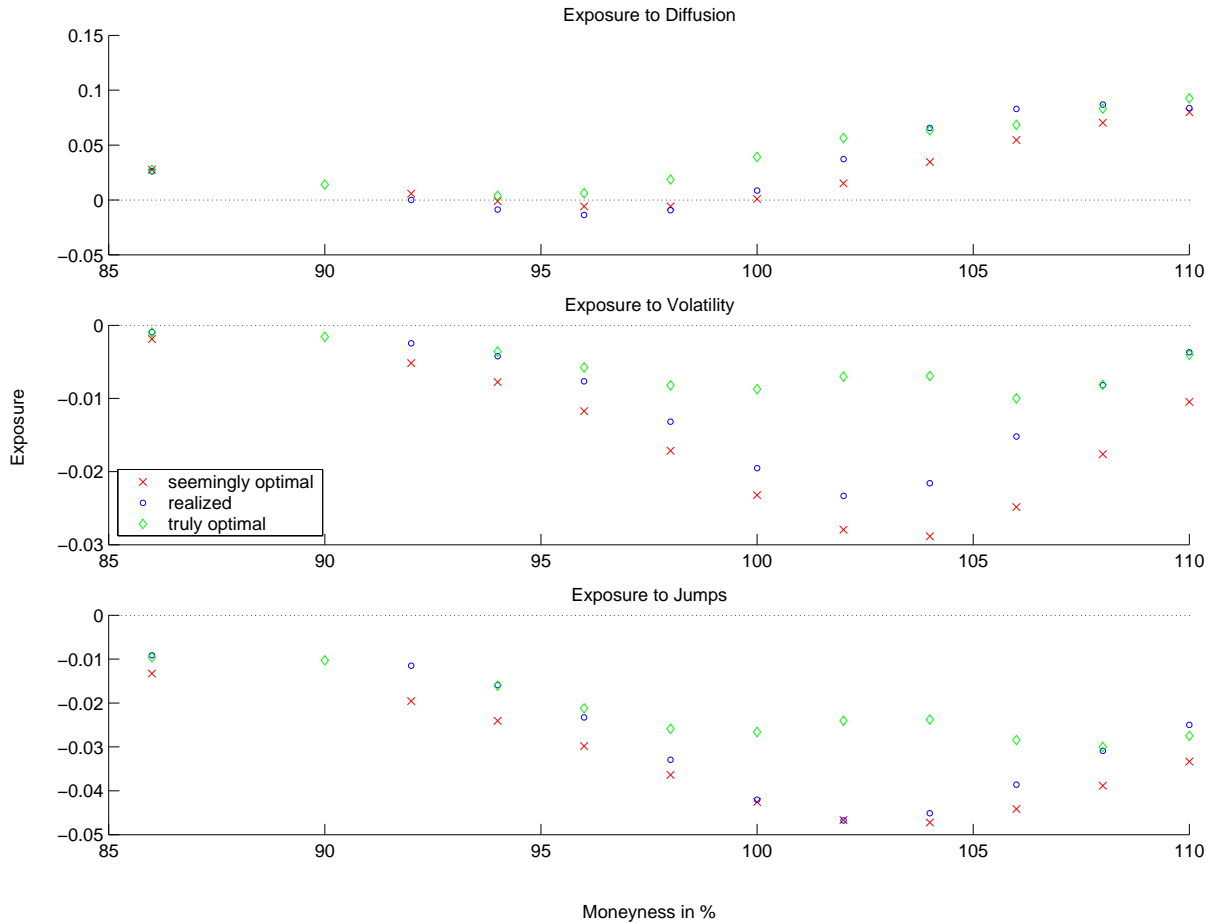 Exposure to Diffusion
0.15
0.1
0.05
0
−0.05
85 90 95 100 105 110
Exposure to Volatility
0
−0.01
−0.02
−0.03
85 90 95 100 105 110
Exposure
seemingly optimal
realized
truly optimal
Exposure to Jumps
0
−0.01
−0.02
−0.03
−0.04
−0.05
85 90 95 100 105 110
Moneyness in %